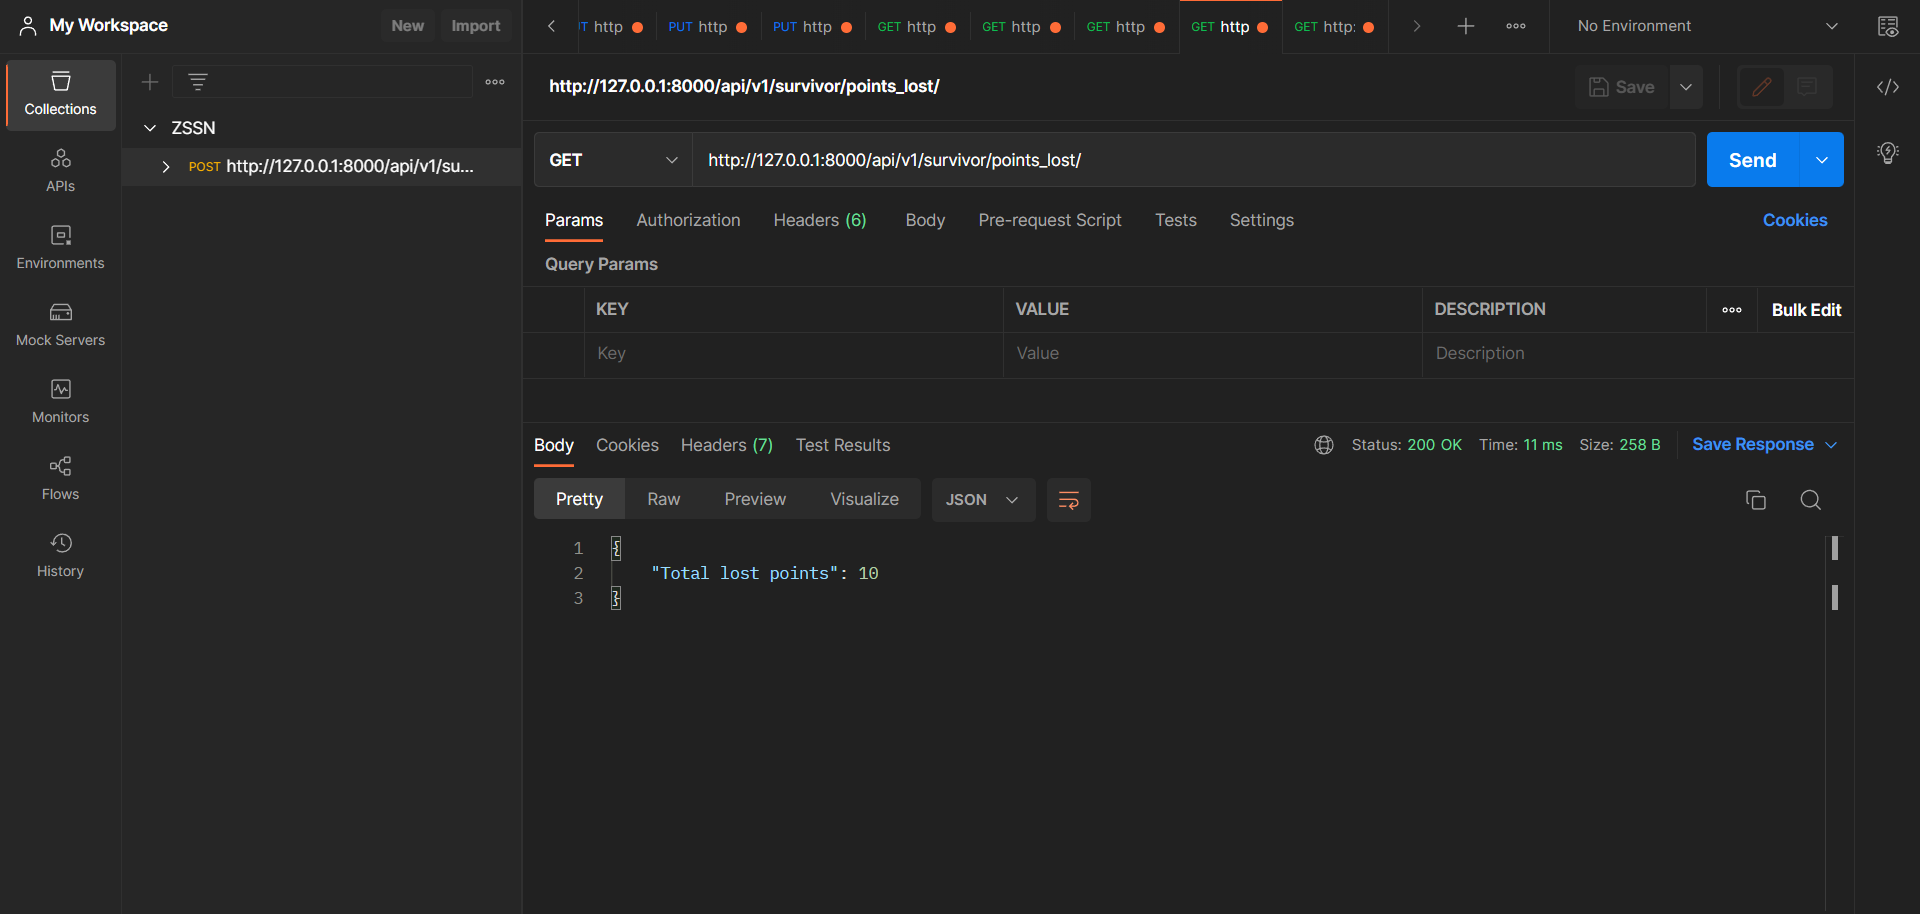 My Workspace
New
Import
T http
PUT http
PUT http
GET http
GET http
GET http
GET http
GET http:
No Environment
Collections
APIs
Environments
Mock Servers
Monitors
Flows
History
ZSSN
POST http://127.0.0.1:8000/api/v1/su...
http://127.0.0.1:8000/api/v1/survivor/points_lost/
Save
GET
http://127.0.0.1:8000/api/v1/survivor/points_lost/
Send
Params
Authorization
Headers (6)
Body
Pre-request Script
Tests
Settings
Cookies
Query Params
KEY
VALUE
DESCRIPTION
Bulk Edit
Key
Value
Description
Body
Cookies
Headers (7)
Test Results
Status: 200 OK
Time: 11 ms
Size: 258 B
Save Response
Pretty
Raw
Preview
Visualize
JSON
1 {
2 "Total lost points": 10
3 }